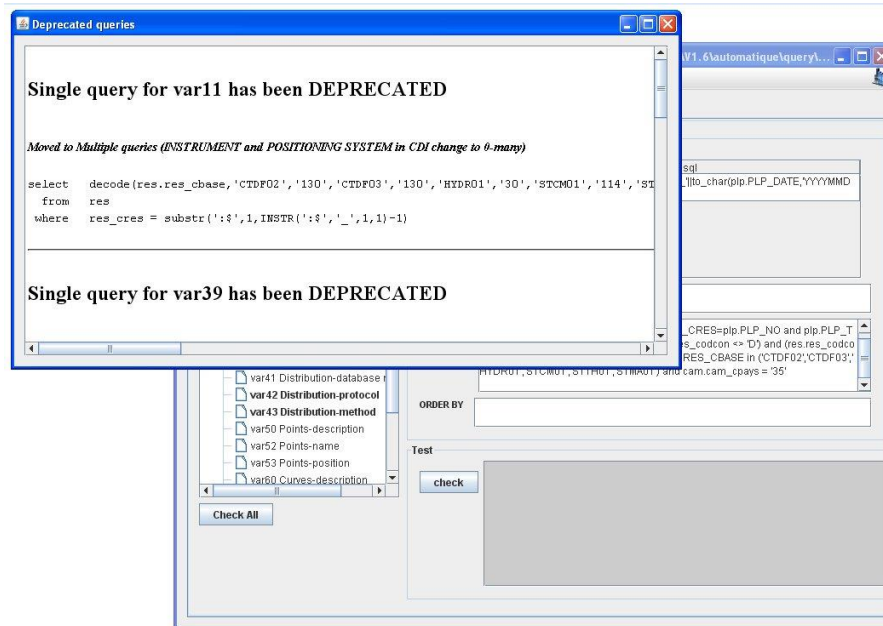 Deprecated queries
Single query for var11 has been DEPRECATED
Moved to Multiple queries (INSTRUMENT and POSITIONING SYSTEM in CDI change to 0-many)
select decode(res.res_cbase,'CTDF02','130','CTDF03','130','HYDR01','30','STCM01','114','ST
from res
where res_cres = substr(':$',1,INSTR(':$','_',1,1)-1)
Single query for var39 has been DEPRECATED
\V1.6\automatique\query\...
sql
_'||to_char(plp.PLP_DATE,'YYYYMMD
_CRES=plp.PLP_NO and plp.PLP_T
es_codcon <> 'D') and (res.res_codco
RES_CBASE in ('CTDF02','CTDF03','
HYDR01','STCM01','STTH01','STMA01') and cam.cam_cpays = '35'
var41 Distribution-database
var42 Distribution-protocol
var43 Distribution-method
var50 Points-description
var52 Points-name
var53 Points-position
var60 Curves-description
Check All
ORDER BY
Test
check